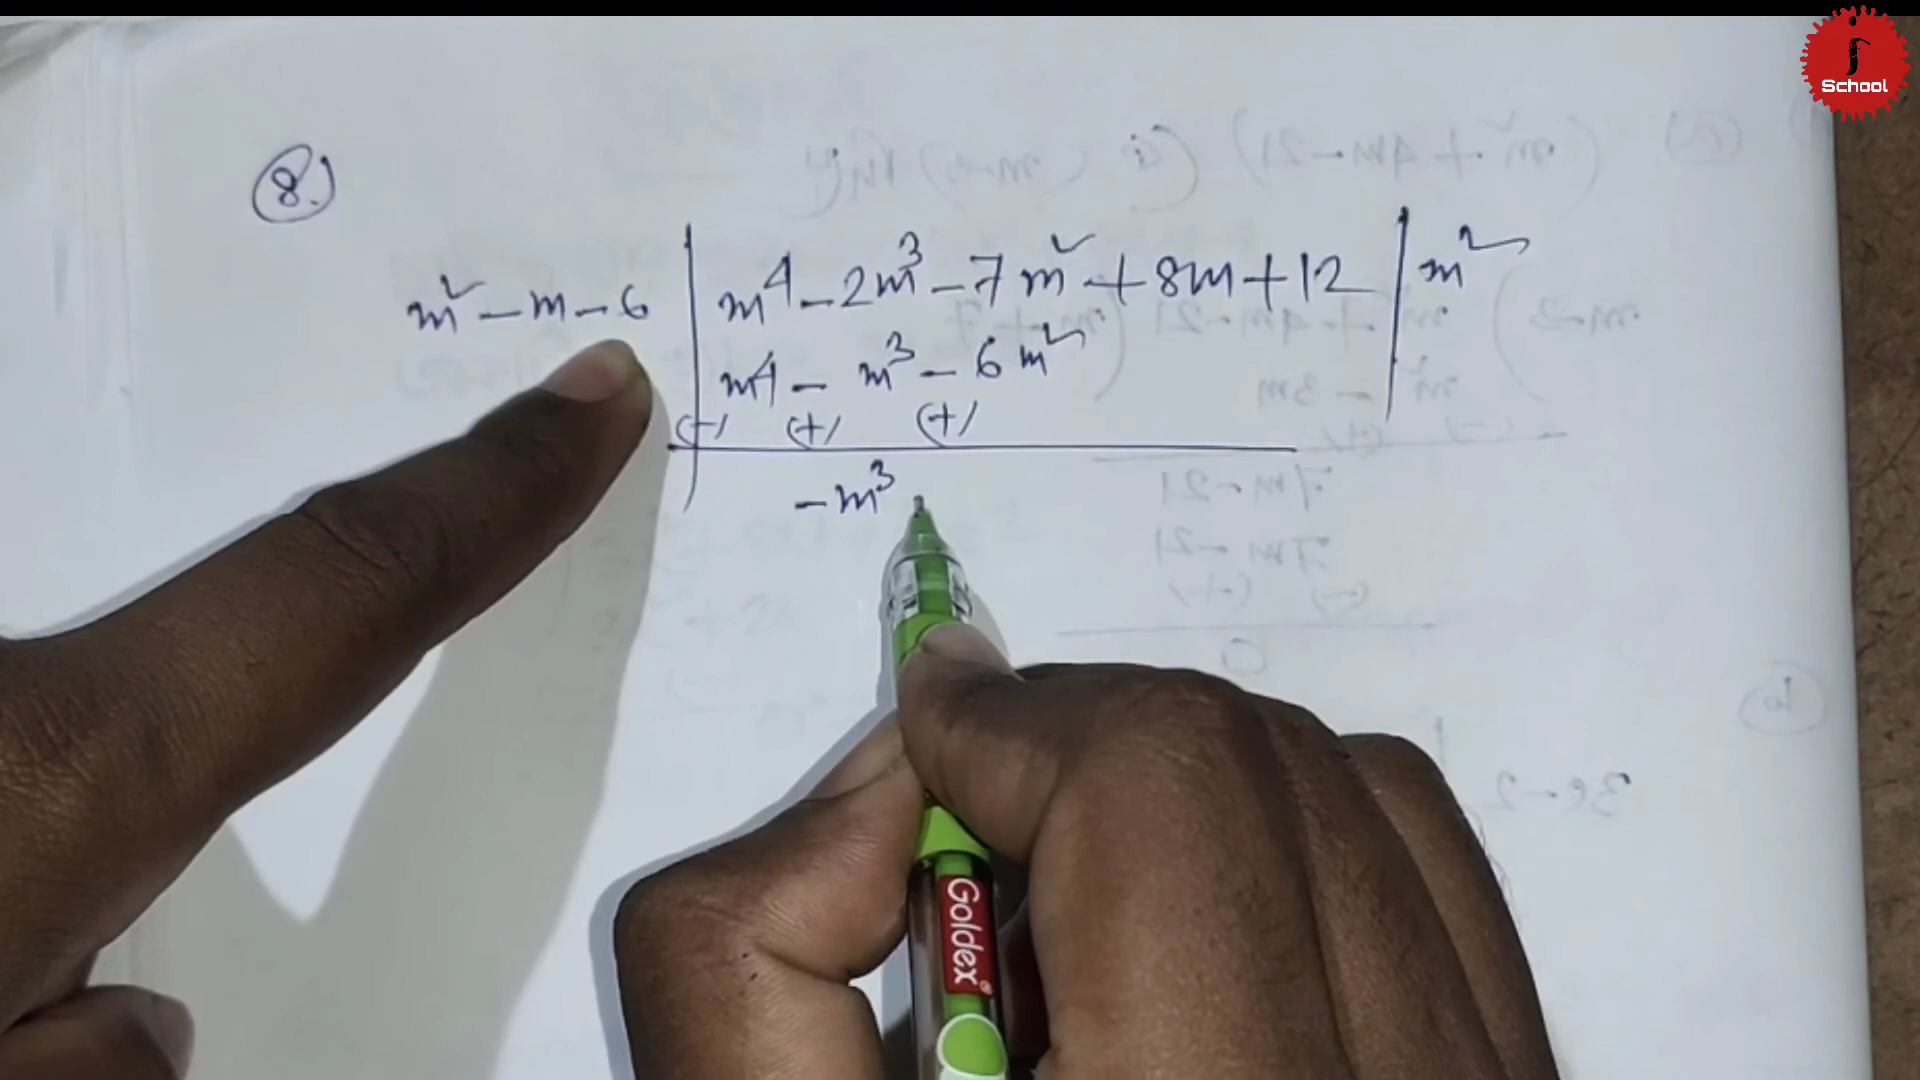 School
8.)
m² - m - 6 | m⁴ - 2m³ - 7m² + 8m + 12 | m²
m⁴ - m³ - 6m²
(-) (+) (+)
- m³
Goldex®